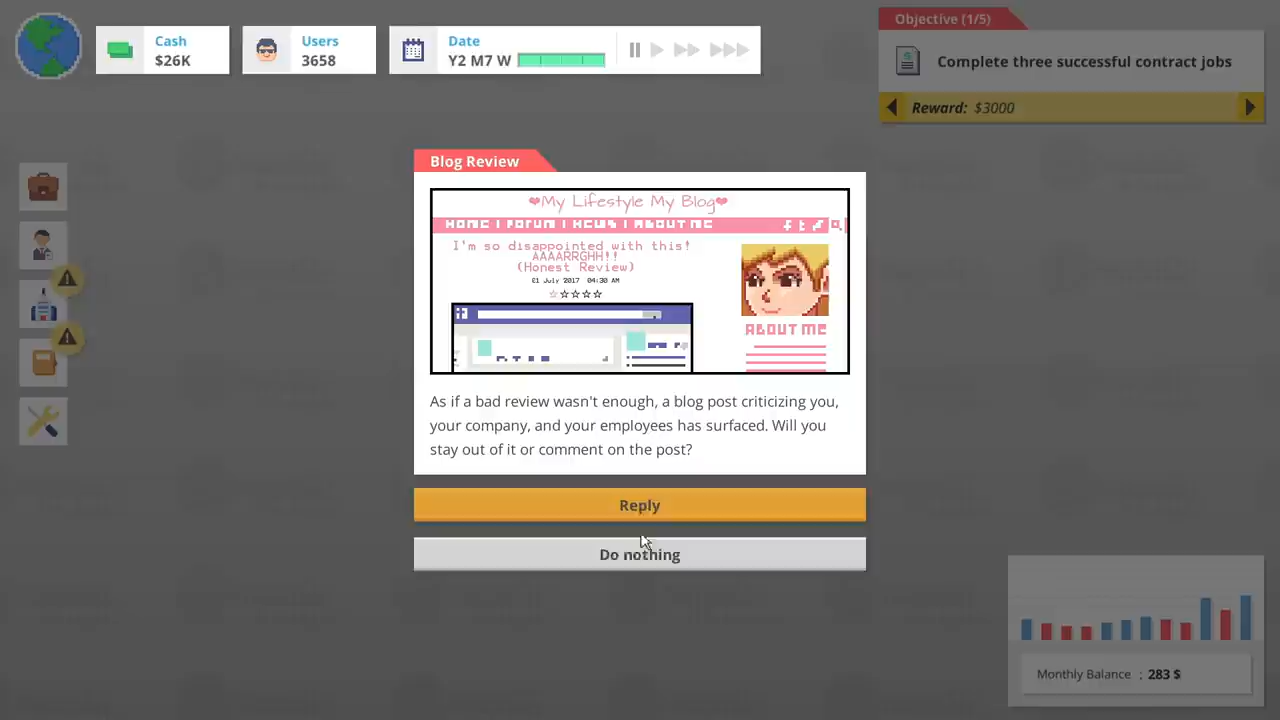 Cash
$26K
Users
3658
Date
Y2 M7 W
Objective (1/5)
Complete three successful contract jobs
Reward: $3000
Blog Review
❤My Lifestyle My Blog❤
HOME | FORUM | NEWS | ABOUT ME
I'm so disappointed with this!
AAAARRGHH!!
(Honest Review)
01 July 2017 04:30 AM
ABOUT ME
As if a bad review wasn't enough, a blog post criticizing you,
your company, and your employees has surfaced. Will you
stay out of it or comment on the post?
Reply
Do nothing
Monthly Balance : 283 $